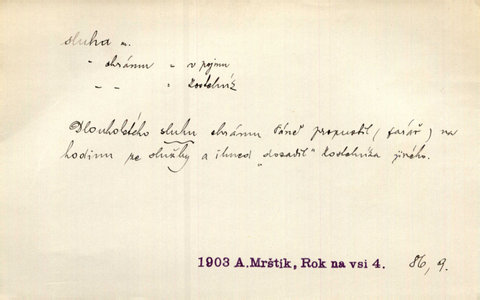 sluha m.
" chrámu " v pojmu
" " " kostelník
Dlouholetého sluhu chrámu Páně propustil (farář) na
hodinu ze služby a ihned „dosadil" kostelníka jiného.
1903 A. Mrštík, Rok na vsi 4. 86, 9.